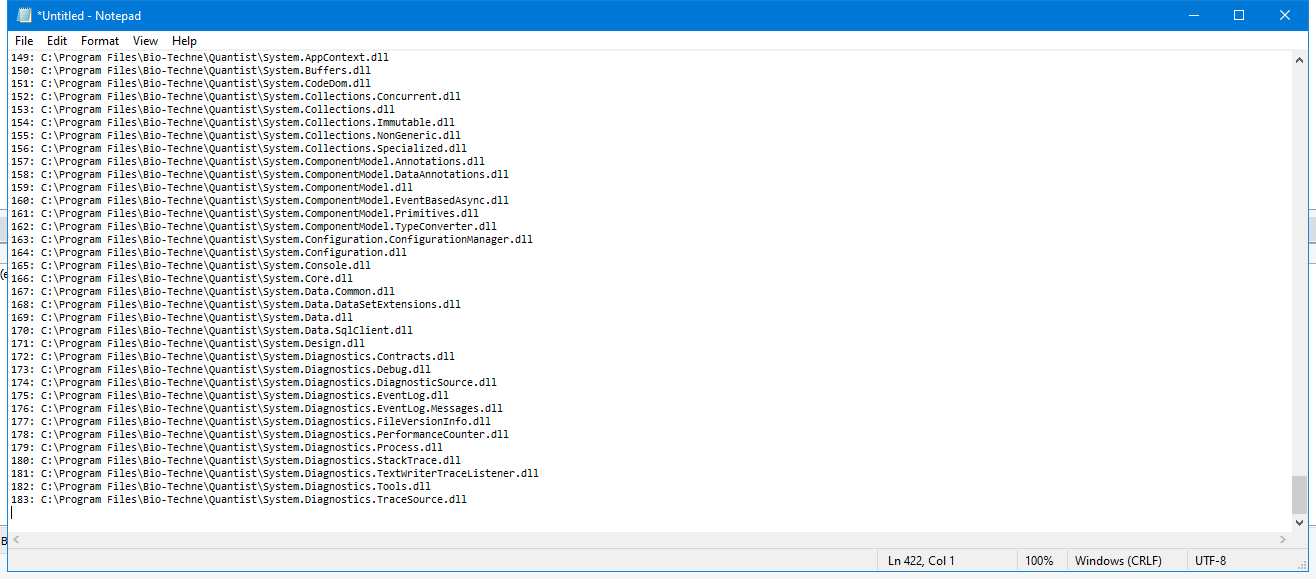 *Untitled - Notepad
File Edit Format View Help
149: C:\Program Files\Bio-Techne\Quantist\System.AppContext.dll
150: C:\Program Files\Bio-Techne\Quantist\System.Buffers.dll
151: C:\Program Files\Bio-Techne\Quantist\System.CodeDom.dll
152: C:\Program Files\Bio-Techne\Quantist\System.Collections.Concurrent.dll
153: C:\Program Files\Bio-Techne\Quantist\System.Collections.dll
154: C:\Program Files\Bio-Techne\Quantist\System.Collections.Immutable.dll
155: C:\Program Files\Bio-Techne\Quantist\System.Collections.NonGeneric.dll
156: C:\Program Files\Bio-Techne\Quantist\System.Collections.Specialized.dll
157: C:\Program Files\Bio-Techne\Quantist\System.ComponentModel.Annotations.dll
158: C:\Program Files\Bio-Techne\Quantist\System.ComponentModel.DataAnnotations.dll
159: C:\Program Files\Bio-Techne\Quantist\System.ComponentModel.dll
160: C:\Program Files\Bio-Techne\Quantist\System.ComponentModel.EventBasedAsync.dll
161: C:\Program Files\Bio-Techne\Quantist\System.ComponentModel.Primitives.dll
162: C:\Program Files\Bio-Techne\Quantist\System.ComponentModel.TypeConverter.dll
163: C:\Program Files\Bio-Techne\Quantist\System.Configuration.ConfigurationManager.dll
164: C:\Program Files\Bio-Techne\Quantist\System.Configuration.dll
165: C:\Program Files\Bio-Techne\Quantist\System.Console.dll
166: C:\Program Files\Bio-Techne\Quantist\System.Core.dll
167: C:\Program Files\Bio-Techne\Quantist\System.Data.Common.dll
168: C:\Program Files\Bio-Techne\Quantist\System.Data.DataSetExtensions.dll
169: C:\Program Files\Bio-Techne\Quantist\System.Data.dll
170: C:\Program Files\Bio-Techne\Quantist\System.Data.SqlClient.dll
171: C:\Program Files\Bio-Techne\Quantist\System.Design.dll
172: C:\Program Files\Bio-Techne\Quantist\System.Diagnostics.Contracts.dll
173: C:\Program Files\Bio-Techne\Quantist\System.Diagnostics.Debug.dll
174: C:\Program Files\Bio-Techne\Quantist\System.Diagnostics.DiagnosticSource.dll
175: C:\Program Files\Bio-Techne\Quantist\System.Diagnostics.EventLog.dll
176: C:\Program Files\Bio-Techne\Quantist\System.Diagnostics.EventLog.Messages.dll
177: C:\Program Files\Bio-Techne\Quantist\System.Diagnostics.FileVersionInfo.dll
178: C:\Program Files\Bio-Techne\Quantist\System.Diagnostics.PerformanceCounter.dll
179: C:\Program Files\Bio-Techne\Quantist\System.Diagnostics.Process.dll
180: C:\Program Files\Bio-Techne\Quantist\System.Diagnostics.StackTrace.dll
181: C:\Program Files\Bio-Techne\Quantist\System.Diagnostics.TextWriterTraceListener.dll
182: C:\Program Files\Bio-Techne\Quantist\System.Diagnostics.Tools.dll
183: C:\Program Files\Bio-Techne\Quantist\System.Diagnostics.TraceSource.dll
Ln 422, Col 1 100% Windows (CRLF) UTF-8